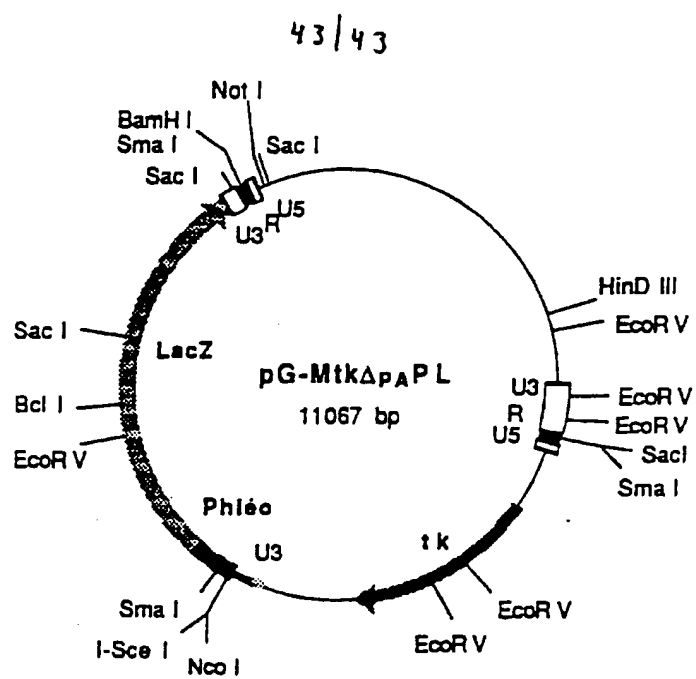 43/43
Not I
BamH I
Sma I
Sac I
Sac I
U5
R
U3
HinD III
EcoR V
Sac I
LacZ
pG-MtkΔpAPL
11067 bp
U3
R
U5
EcoR V
EcoR V
SacI
Sma I
Bcl I
EcoR V
Phléo
U3
tk
Sma I
I-Sce I
Nco I
EcoR V
EcoR V